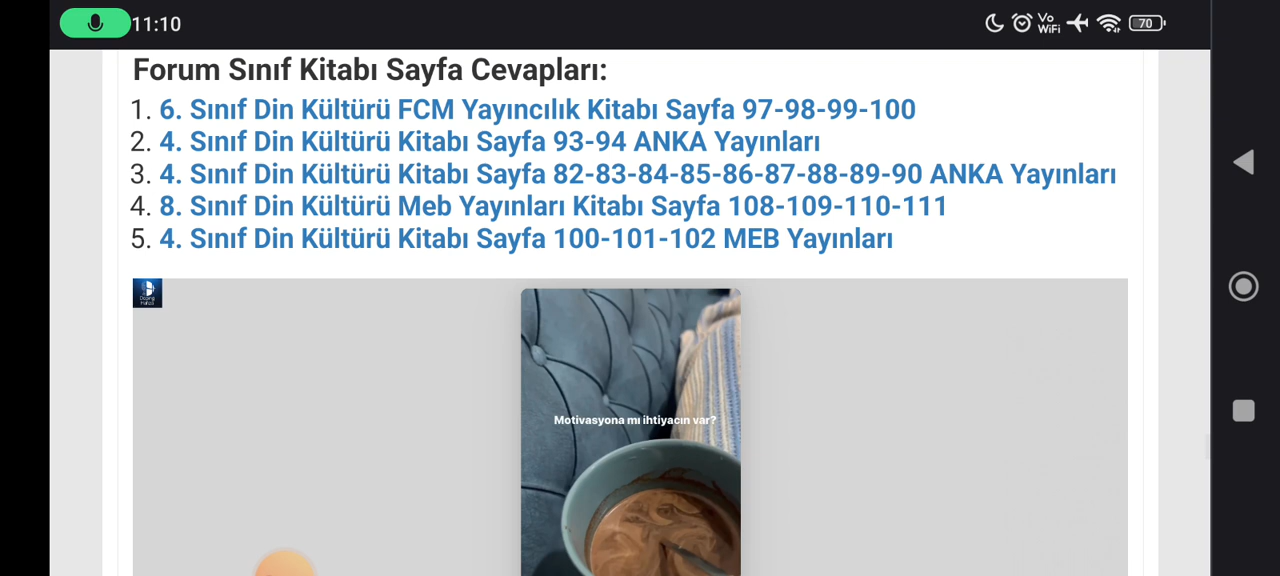 11:10
Vo
WiFi
70
Forum Sınıf Kitabı Sayfa Cevapları:
1. 6. Sınıf Din Kültürü FCM Yayıncılık Kitabı Sayfa 97-98-99-100
2. 4. Sınıf Din Kültürü Kitabı Sayfa 93-94 ANKA Yayınları
3. 4. Sınıf Din Kültürü Kitabı Sayfa 82-83-84-85-86-87-88-89-90 ANKA Yayınları
4. 8. Sınıf Din Kültürü Meb Yayınları Kitabı Sayfa 108-109-110-111
5. 4. Sınıf Din Kültürü Kitabı Sayfa 100-101-102 MEB Yayınları
Motivasyona mı ihtiyacın var?